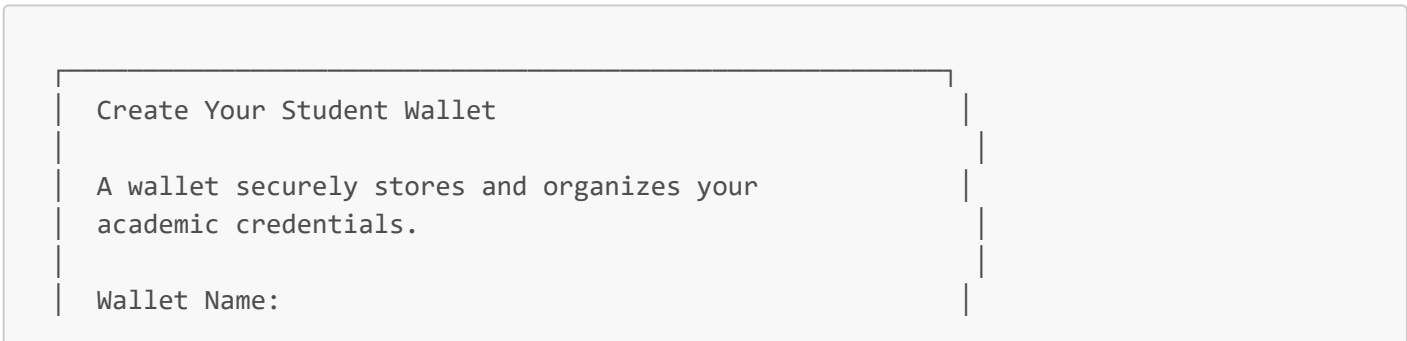 Create Your Student Wallet
A wallet securely stores and organizes your
academic credentials.
Wallet Name: